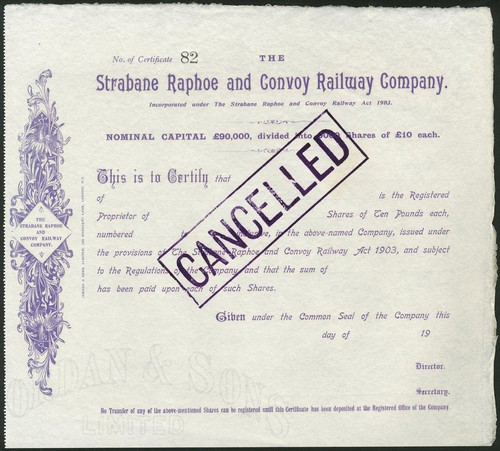 No. of Certificate 82
THE
Strabane Raphoe and Convoy Railway Company.
Incorporated under The Strabane Raphoe and Convoy Railway Act 1903.
NOMINAL CAPITAL £90,000, divided into 9000 Shares of £10 each.
This is to Certify that
of is the Registered
Proprietor of Shares of Ten Pounds each,
numbered to inclusive, in the above-named Company, issued under
the provisions of The Strabane Raphoe and Convoy Railway Act 1903, and subject
to the Regulations of the Company and that the sum of
has been paid upon each of such Shares.
Given under the Common Seal of the Company this
day of 19
Director.
Secretary.
No Transfer of any of the above-mentioned Shares can be registered until this Certificate has been deposited at the Registered Office of the Company
CANCELLED
THE
STRABANE RAPHOE
AND
CONVOY RAILWAY
COMPANY.
JORDAN & SONS
LIMITED